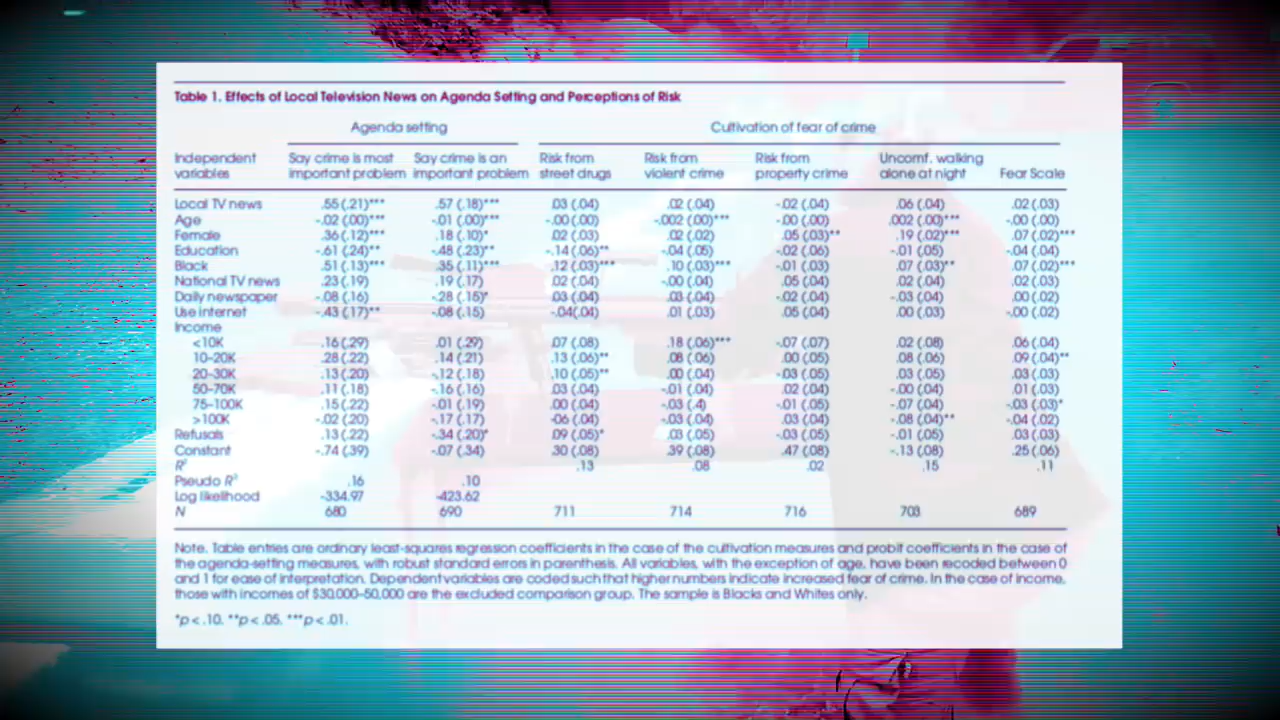 Table 1. Effects of Local Television News on Agenda Setting and Perceptions of Risk
Agenda setting Cultivation of fear of crime
Independent variables Say crime is most important problem Say crime is an important problem Risk from street drugs Risk from violent crime Risk from property crime Uncomf. walking alone at night Fear Scale
Local TV news .55 (.21)*** .57 (.18)*** .03 (.04) .02 (.04) -.02 (.04) .06 (.04) .02 (.03)
Age -.02 (.00)*** -.01 (.00)*** -.00 (.00) -.002 (.00)*** -.00 (.00) .002 (.00)*** -.00 (.00)
Female .36 (.12)*** .18 (.10)* .02 (.03) .02 (.02) .05 (.03)** .19 (.02)*** .07 (.02)***
Education -.61 (.24)** -.48 (.23)** -.14 (.06)** -.04 (.05) -.02 (.06) -.01 (.05) -.04 (.04)
Black .51 (.13)*** .35 (.11)*** .12 (.03)*** .10 (.03)*** -.01 (.03) .07 (.03)** .07 (.02)***
National TV news .23 (.19) .19 (.17) .02 (.04) -.00 (.04) .05 (.04) .02 (.04) .02 (.03)
Daily newspaper -.08 (.16) -.28 (.15)* .03 (.04) .03 (.04) -.02 (.04) -.03 (.04) .00 (.02)
Use internet -.43 (.17)** -.08 (.15) -.04(.04) .01 (.03) .05 (.04) .00 (.03) -.00 (.02)
Income
<10K .16 (.29) .01 (.29) .07 (.08) .18 (.06)*** -.07 (.07) .02 (.08) .06 (.04)
10–20K .28 (.22) .14 (.21) .13 (.06)** .08 (.06) .00 (.05) .08 (.06) .09 (.04)**
20–30K .13 (.20) -.12 (.18) .10 (.05)** .00 (.04) -.03 (.05) .03 (.05) .03 (.03)
50–70K .11 (.18) -.16 (.16) .03 (.04) -.01 (.04) .02 (.04) -.00 (.04) .01 (.03)
75–100K .15 (.22) -.01 (.19) .00 (.04) -.03 (.4) -.01 (.05) -.07 (.04) -.03 (.03)*
>100K -.02 (.20) -.17 (.17) -.06 (.04) -.03 (.04) .03 (.04) -.08 (.04)** -.04 (.02)
Refusals .13 (.22) -.34 (.20)* .09 (.05)* .03 (.05) -.03 (.05) -.01 (.05) .03 (.03)
Constant -.74 (.39) -.07 (.34) .30 (.08) .39 (.08) .47 (.08) -.13 (.08) .25 (.06)
R² .13 .08 .02 .15 .11
Pseudo R² .16 .10
Log likelihood -334.97 -423.62
N 680 690 711 714 716 703 689
Note. Table entries are ordinary least-squares regression coefficients in the case of the cultivation measures and probit coefficients in the case of
the agenda-setting measures, with robust standard errors in parenthesis. All variables, with the exception of age, have been recoded between 0
and 1 for ease of interpretation. Dependent variables are coded such that higher numbers indicate increased fear of crime. In the case of income,
those with incomes of $30,000–50,000 are the excluded comparison group. The sample is Blacks and Whites only.
*p < .10. **p < .05. ***p < .01.